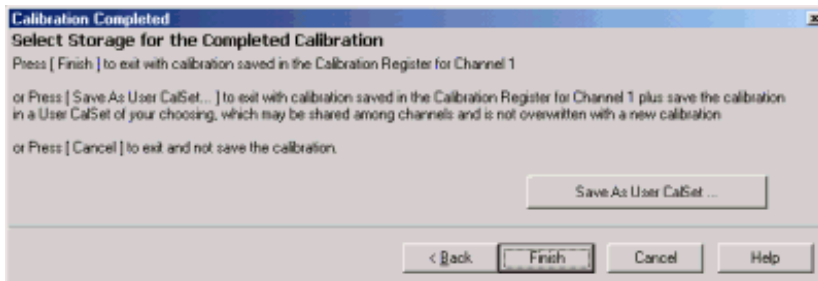 Calibration Completed
Select Storage for the Completed Calibration
Press [ Finish ] to exit with calibration saved in the Calibration Register for Channel 1
or Press [ Save As User CalSet... ] to exit with calibration saved in the Calibration Register for Channel 1 plus save the calibration
in a User CalSet of your choosing, which may be shared among channels and is not overwritten with a new calibration
or Press [ Cancel ] to exit and not save the calibration.
Save As User CalSet ...
< Back Finish Cancel Help